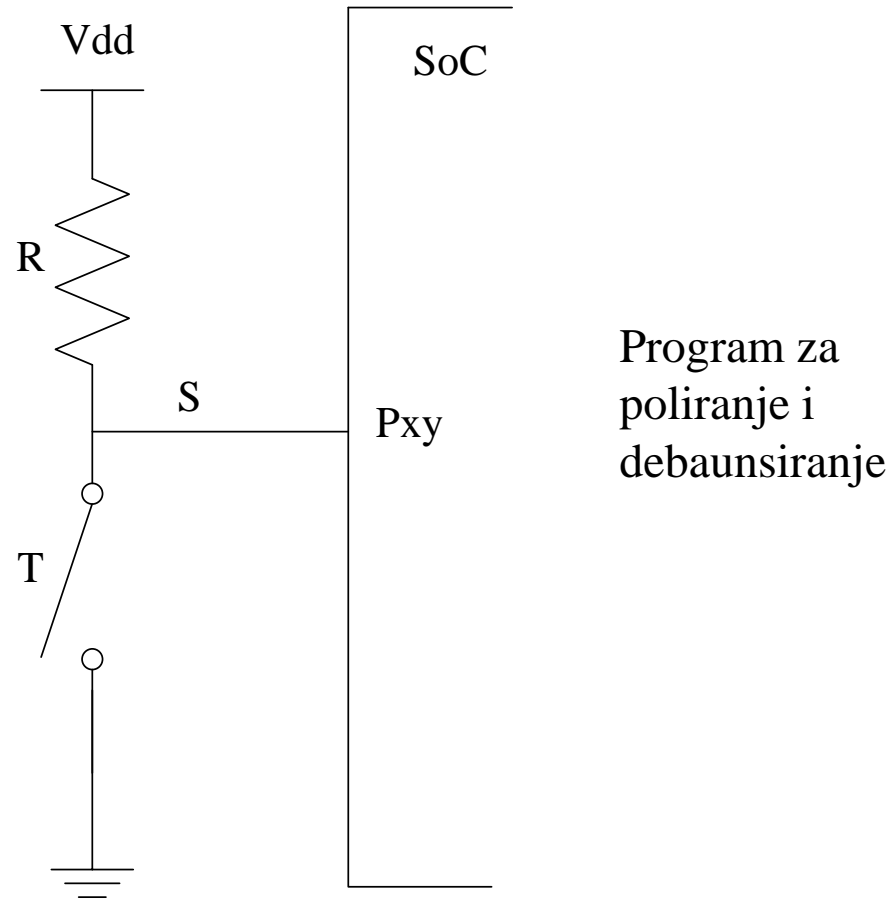 Vdd
SoC
R
S
Pxy
T
Program za
poliranje i
debaunsiranje